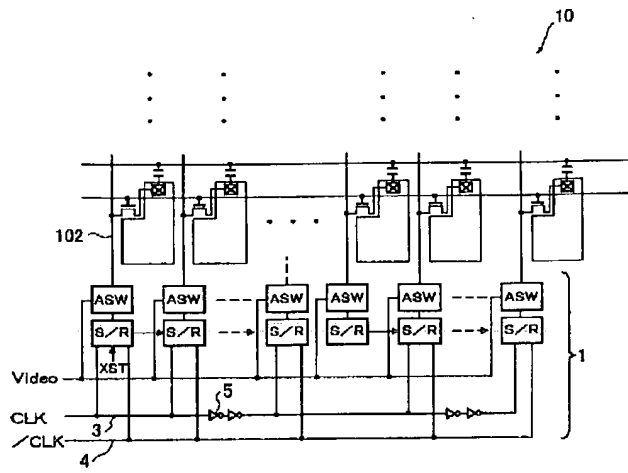 10
102
ASW ASW ASW ASW ASW ASW
S/R S/R S/R S/R S/R S/R
1
XST
Video
5
CLK
3
/CLK
4